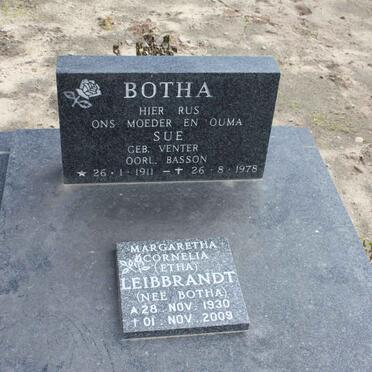 BOTHA
HIER RUS
ONS MOEDER EN OUMA
SUE
GEB. VENTER
OORL. BASSON
★ 26 · 1 · 1911 – ✝ 26 · 8 · 1978
MARGARETHA
CORNELIA
(ETHA)
LEIBBRANDT
(NEE BOTHA)
★ 28 NOV. 1930
✝ 01 NOV. 2009